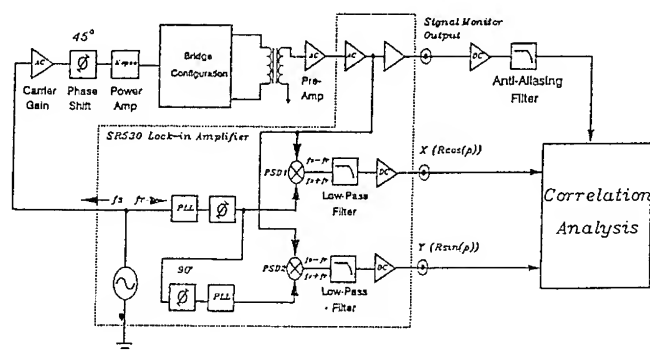 45°
Signal Monitor
Output
AC
Carrier
Gain
Phase
Shift
Power
Amp
Bridge
Configuration
AC
Pre-
Amp
AC
DC
Anti-Aliasing
Filter
SR530 Lock-in Amplifier
PSD1
fs-fr
fs+fr
Low-Pass
Filter
DC
X (Rcos(ρ))
fs
fr
PLL
Correlation
Analysis
90°
PLL
PSD2
fs-fr
fs+fr
Low-Pass
Filter
DC
Y (Rsin(ρ))